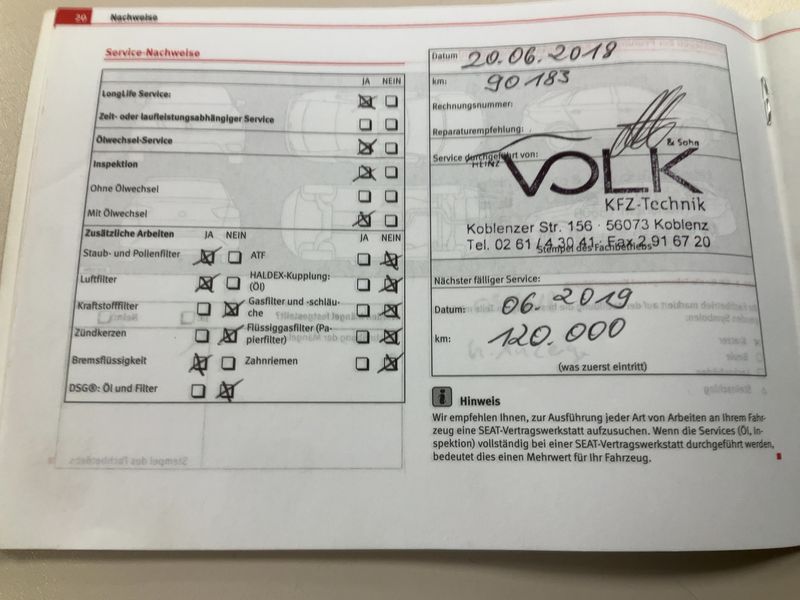 30 Nachweise
Service-Nachweise
JA NEIN
LongLife Service:
Zeit- oder laufleistungsabhängiger Service
Ölwechsel-Service
Inspektion
Ohne Ölwechsel
Mit Ölwechsel
Zusätzliche Arbeiten JA NEIN JA NEIN
Staub- und Pollenfilter ATF
Luftfilter HALDEX-Kupplung: (Öl)
Kraftstofffilter Gasfilter und -schläuche
Zündkerzen Flüssiggasfilter (Papierfilter)
Bremsflüssigkeit Zahnriemen
DSG®: Öl und Filter
Datum 20.06.2018
km: 90183
Rechnungsnummer:
Reparaturempfehlung:
Service durchgeführt von:
HEINZ VOLK & Sohn
KFZ-Technik
Koblenzer Str. 156 · 56073 Koblenz
Tel. 02 61 / 4 30 41 · Fax 2 91 67 20
Stempel des Fachbetriebs
Nächster fälliger Service:
Datum: 06.2019
km: 120.000
(was zuerst eintritt)
i Hinweis
Wir empfehlen Ihnen, zur Ausführung jeder Art von Arbeiten an Ihrem Fahr-
zeug eine SEAT-Vertragswerkstatt aufzusuchen. Wenn die Services (Öl, In-
spektion) vollständig bei einer SEAT-Vertragswerkstatt durchgeführt werden,
bedeutet dies einen Mehrwert für Ihr Fahrzeug.